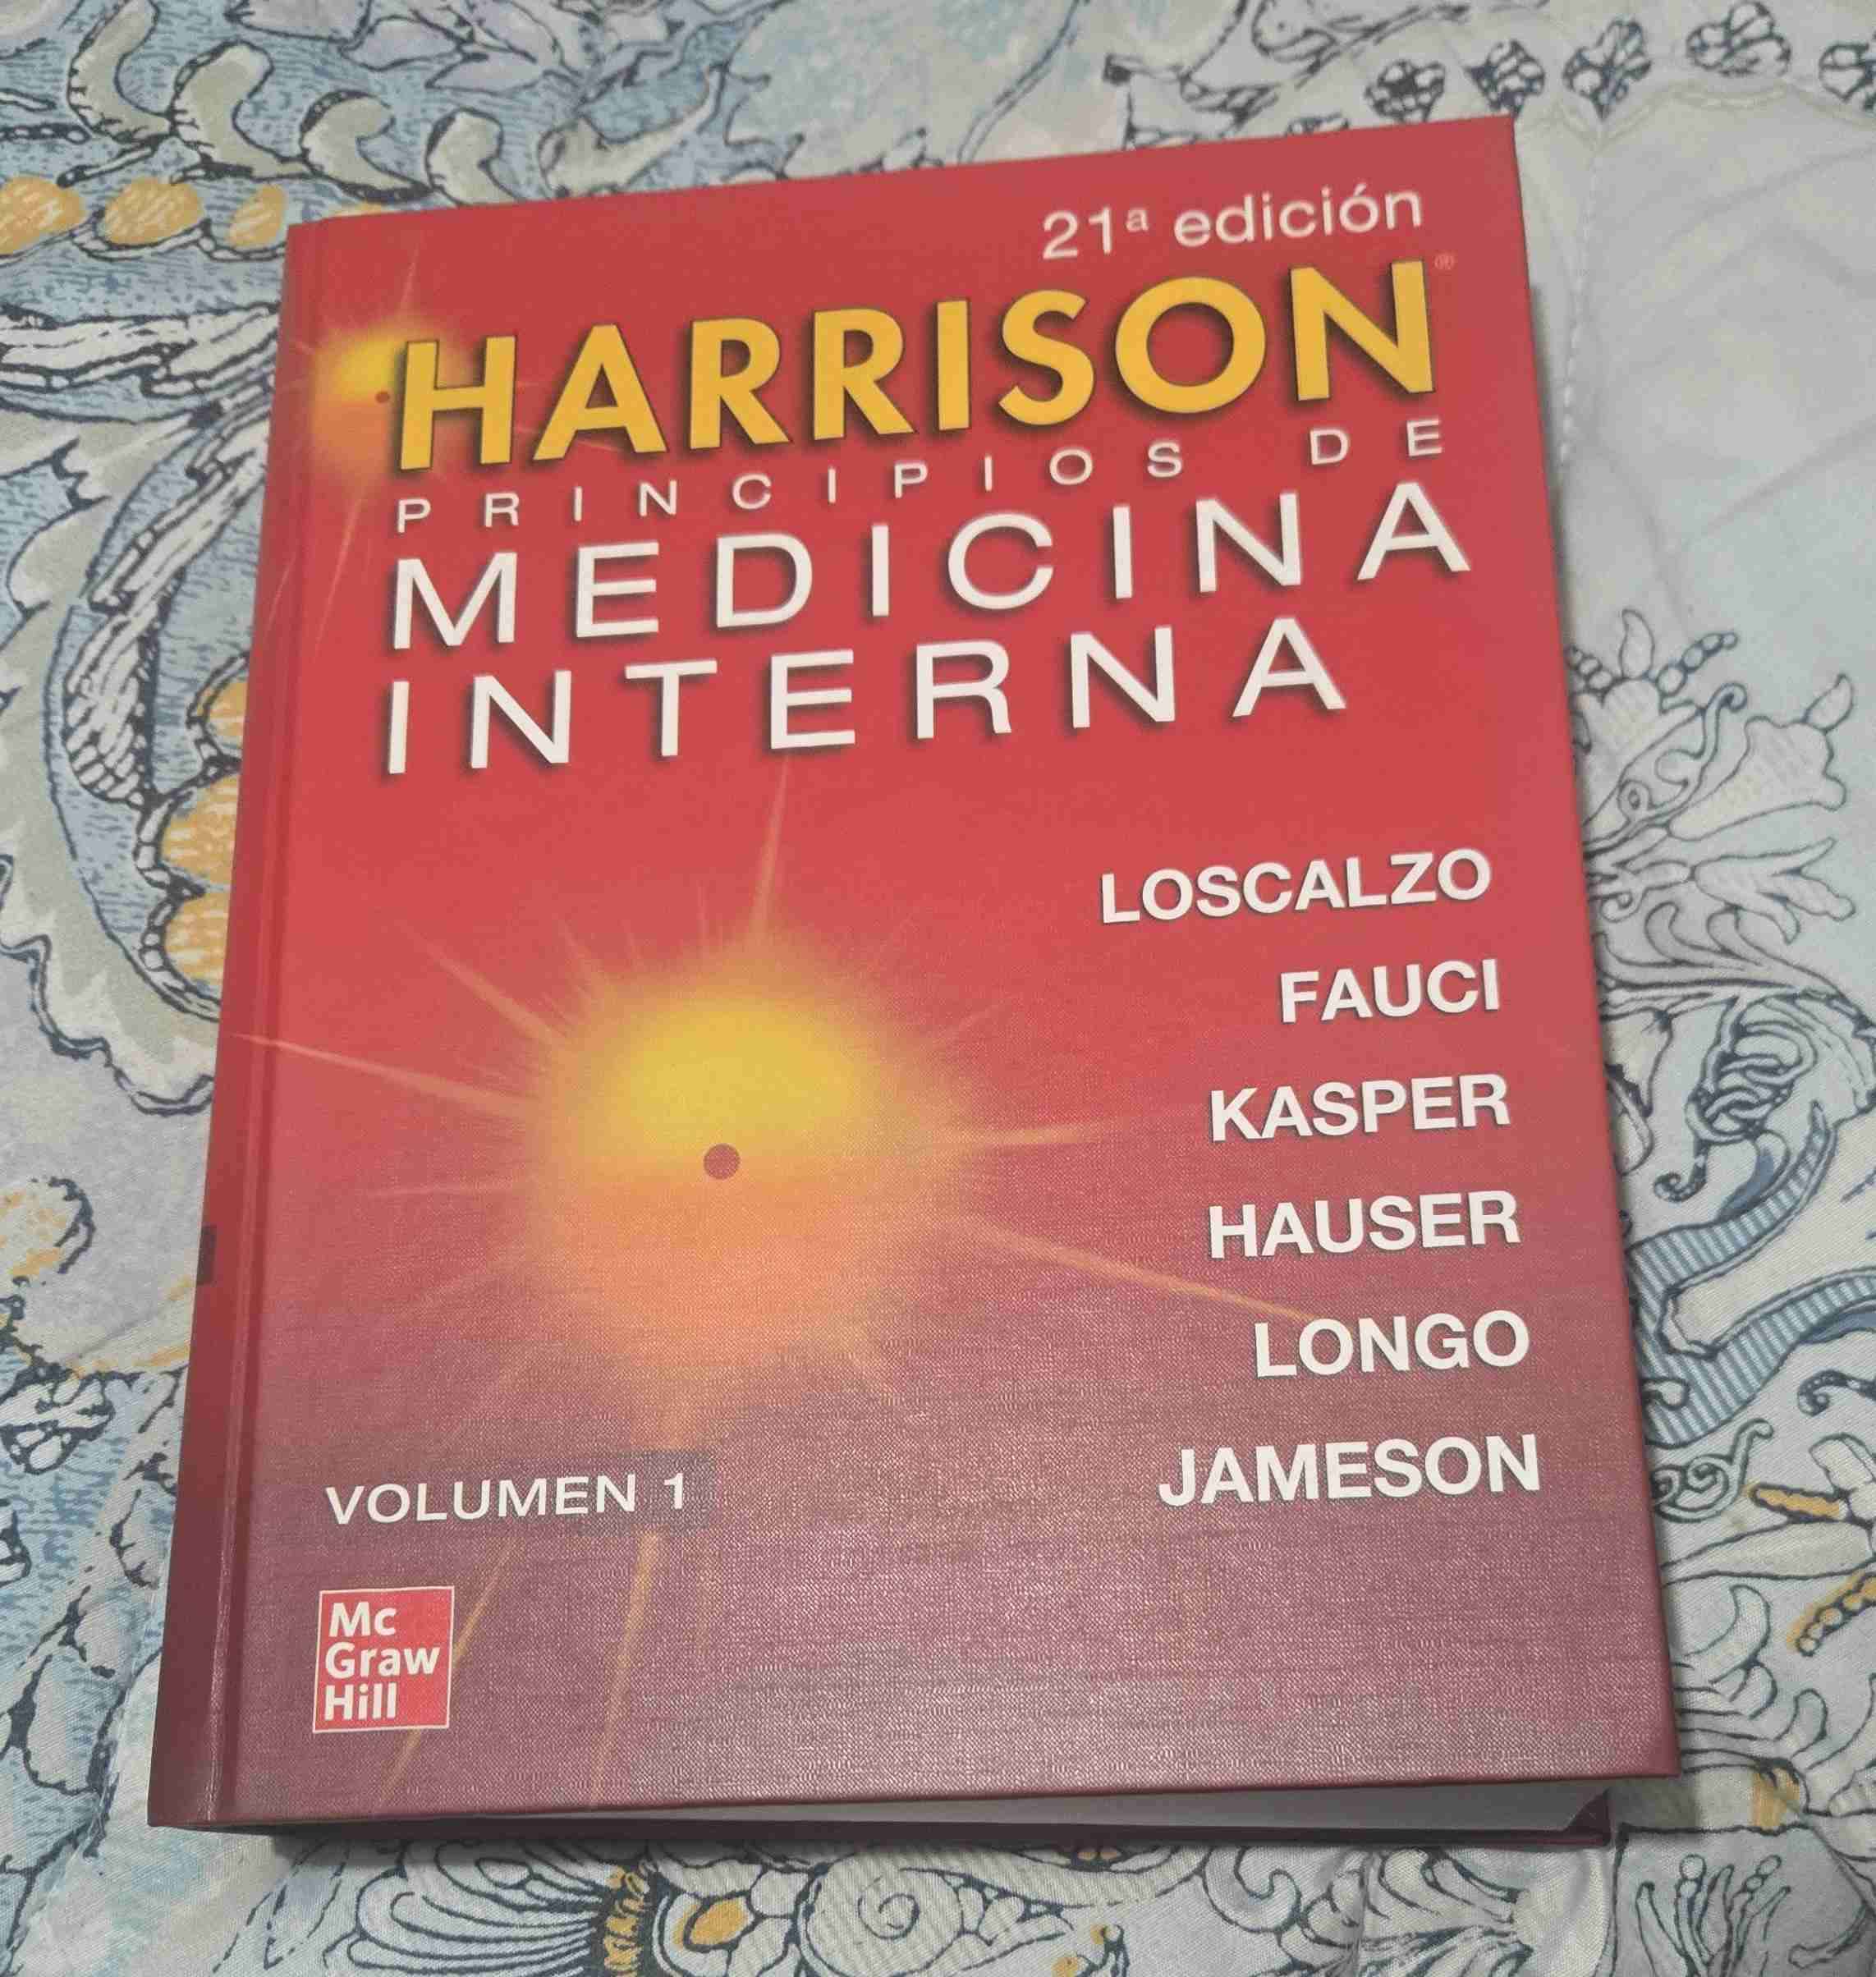 21ª edición
HARRISON®
PRINCIPIOS DE
MEDICINA
INTERNA
LOSCALZO
FAUCI
KASPER
HAUSER
LONGO
JAMESON
VOLUMEN 1
Mc
Graw
Hill